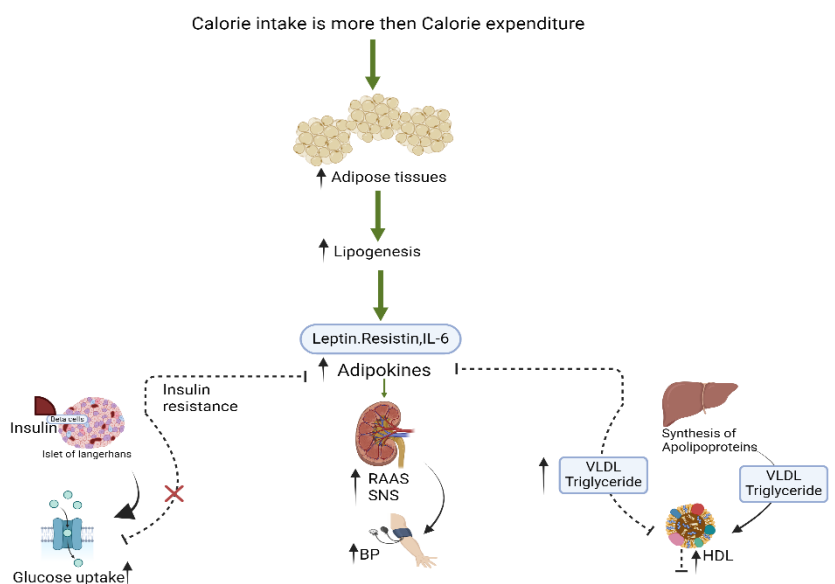 Calorie intake is more then Calorie expenditure
Adipose tissues
Lipogenesis
Leptin.Resistin,IL-6
Adipokines
Insulin
resistance
Insulin
Beta cells
Islet of langerhans
Glucose uptake
RAAS
SNS
BP
VLDL
Triglyceride
Synthesis of
Apolipoproteins
VLDL
Triglyceride
HDL